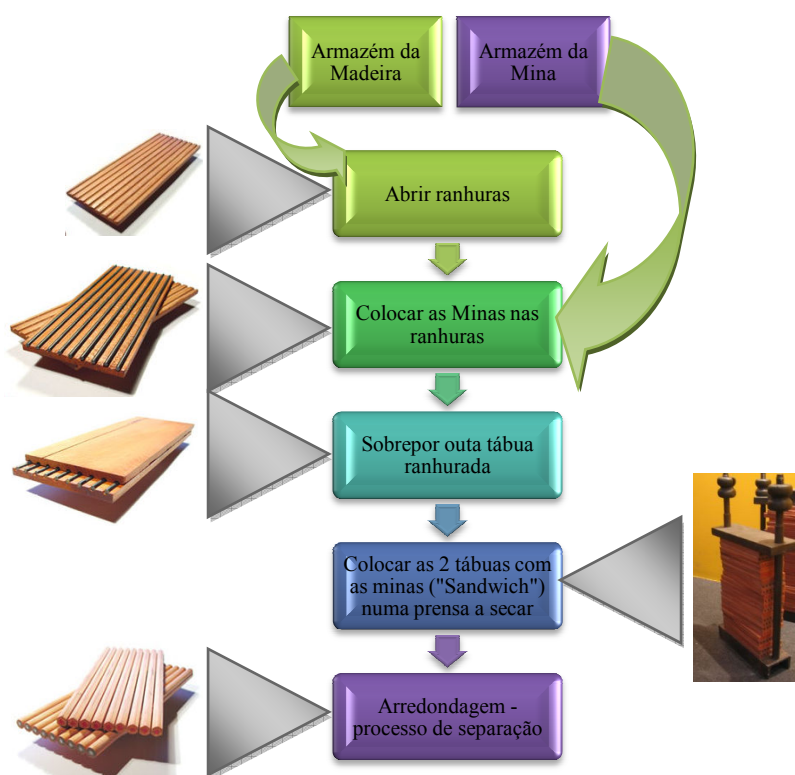 Armazém da
Madeira
Armazém da
Mina
Abrir ranhuras
Colocar as Minas nas
ranhuras
Sobrepor outa tábua
ranhurada
Colocar as 2 tábuas com
as minas ("Sandwich")
numa prensa a secar
Arredondagem -
processo de separação